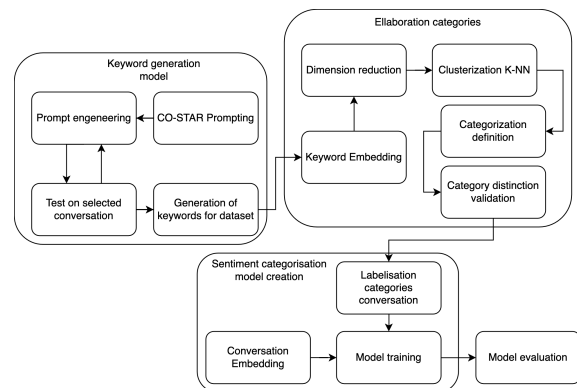 Ellaboration categories
Keyword generation
model
Dimension reduction
Clusterization K-NN
Prompt engeneering
CO-STAR Prompting
Categorization
definition
Keyword Embedding
Test on selected
conversation
Generation of
keywords for dataset
Category distinction
validation
Sentiment categorisation
model creation
Labelisation
categories
conversation
Conversation
Embedding
Model training
Model evaluation